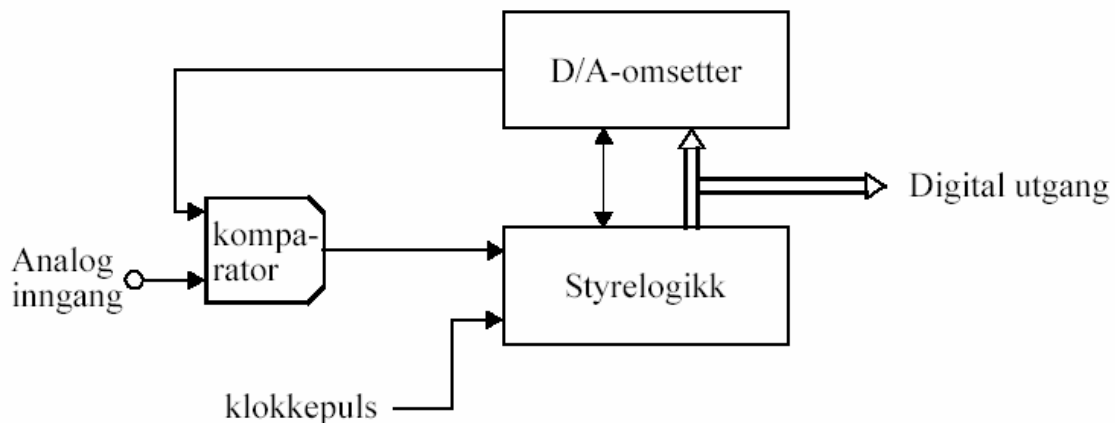 D/A-omsetter
Digital utgang
kompa-
rator
Analog
inngang
Styrelogikk
klokkepuls